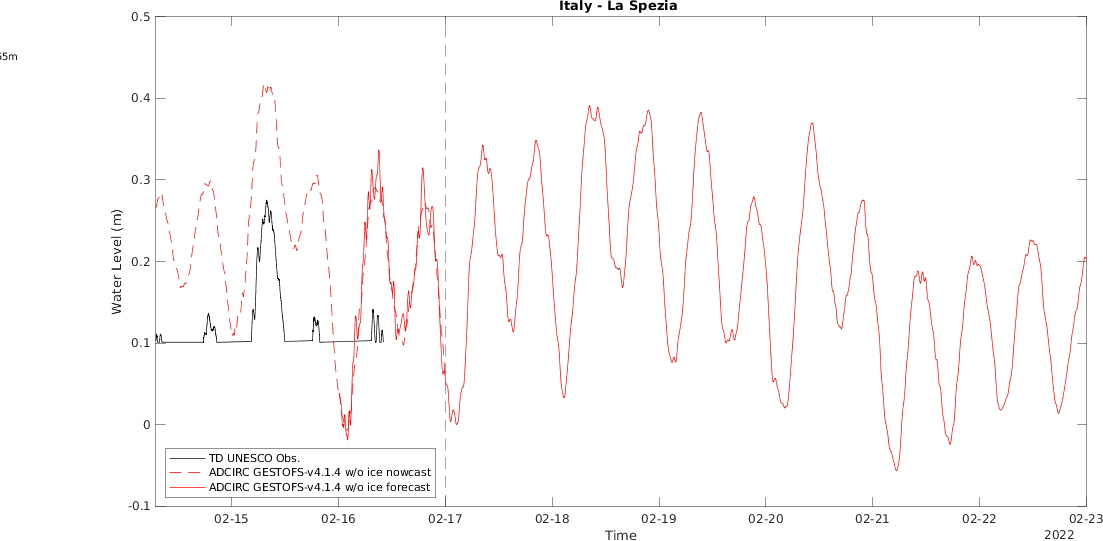 Italy - La Spezia
65m
0.5
0.4
0.3
0.2
0.1
0
-0.1
Water Level (m)
TD UNESCO Obs.
ADCIRC GESTOFS-v4.1.4 w/o ice nowcast
ADCIRC GESTOFS-v4.1.4 w/o ice forecast
02-15
02-16
02-17
02-18
02-19
02-20
02-21
02-22
02-23
Time
2022